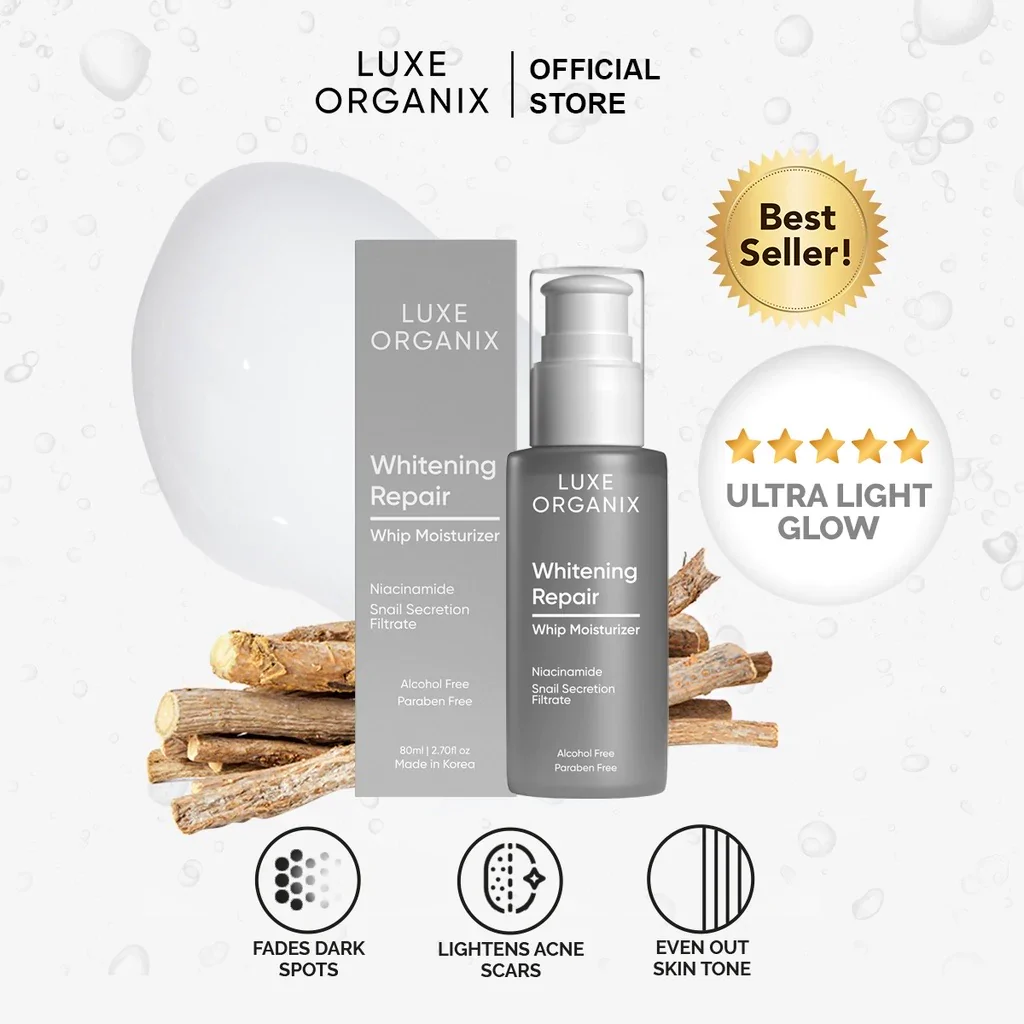 LUXE
ORGANIX
OFFICIAL
STORE
Best
Seller!
LUXE
ORGANIX
Whitening
Repair
Whip Moisturizer
Niacinamide
Snail Secretion
Filtrate
Alcohol Free
Paraben Free
80ml | 2.70fl oz
Made in Korea
LUXE
ORGANIX
Whitening
Repair
Whip Moisturizer
Niacinamide
Snail Secretion
Filtrate
Alcohol Free
Paraben Free
ULTRA LIGHT
GLOW
FADES DARK
SPOTS
LIGHTENS ACNE
SCARS
EVEN OUT
SKIN TONE